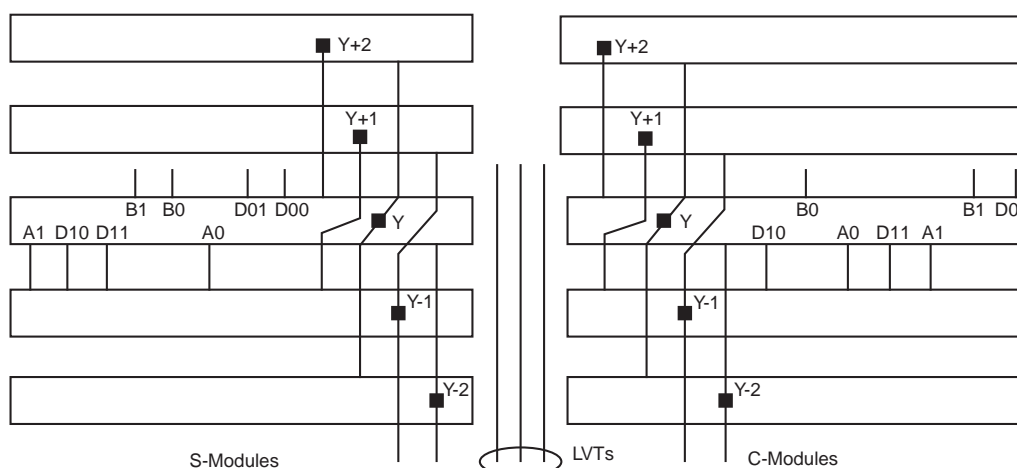 Y+2 Y+2
Y+1 Y+1
B1 B0 D01 D00 B0 B1 D0
Y Y
A1 D10 D11 A0 D10 A0 D11 A1
Y-1 Y-1
Y-2 Y-2
S-Modules LVTs C-Modules